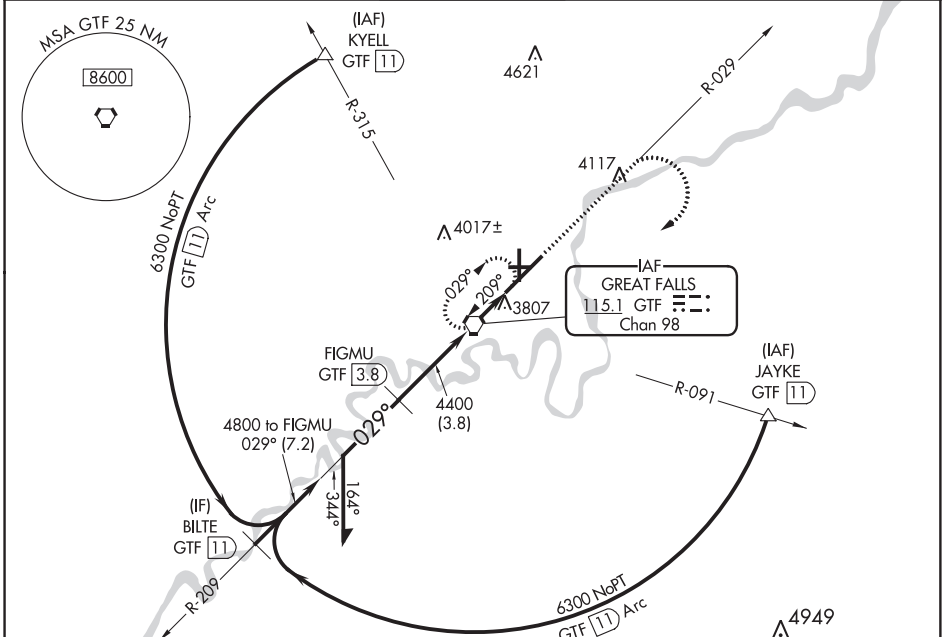 MSA GTF 25 NM
8600
(IAF)
KYELL
GTF 11
R-315
4621
R-029
4117
6300 NoPT
GTF 11 Arc
4017±
029°
209°
3807
IAF
GREAT FALLS
115.1 GTF
Chan 98
FIGMU
GTF 3.8
4400
(3.8)
(IAF)
JAYKE
GTF 11
R-091
4800 to FIGMU
029° (7.2)
029°
344°
164°
(IF)
BILTE
GTF 11
R-209
6300 NoPT
GTF 11 Arc
4949